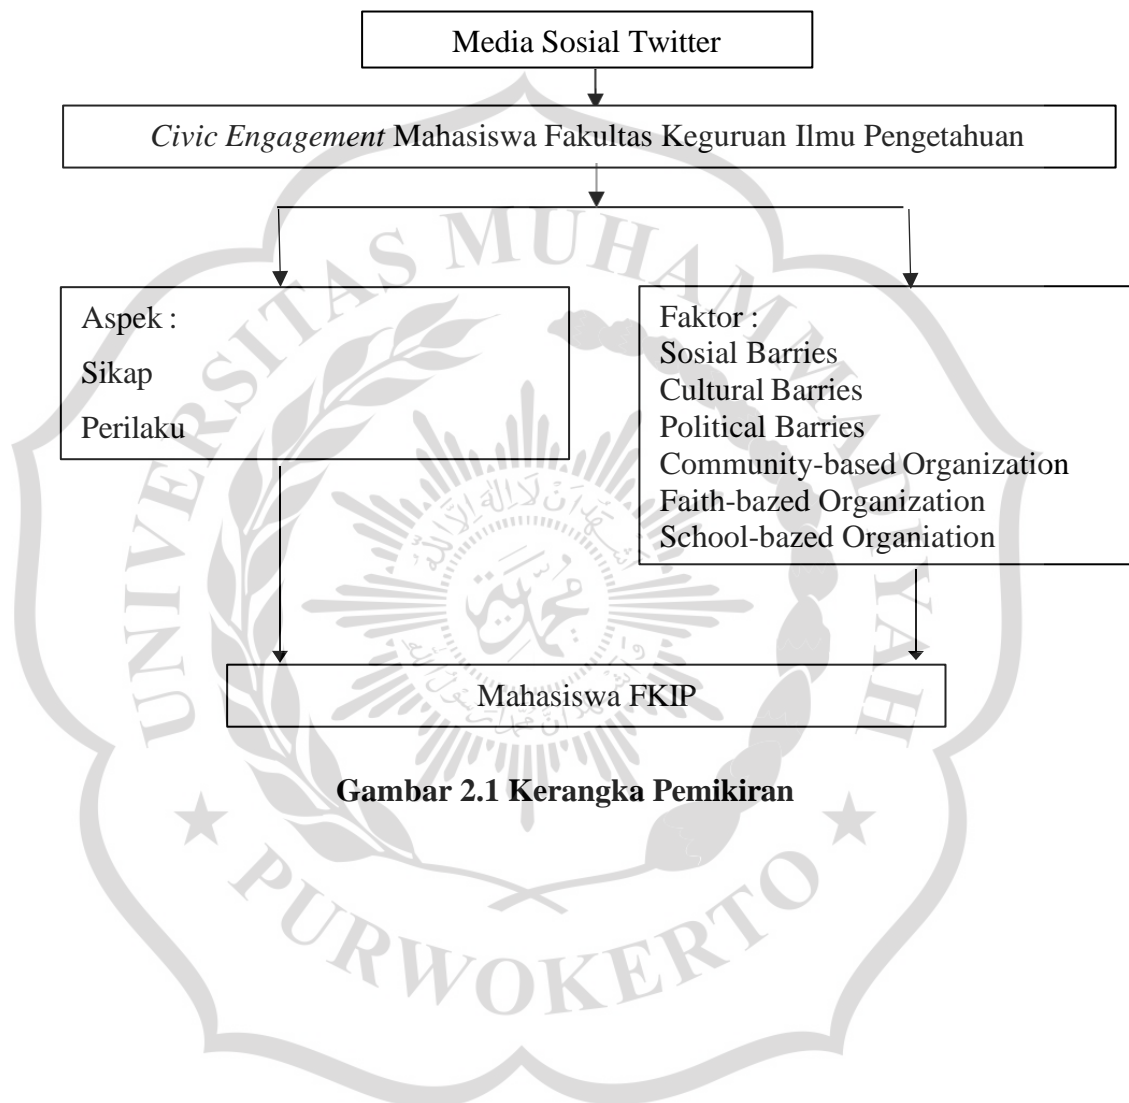 Media Sosial Twitter
Civic Engagement Mahasiswa Fakultas Keguruan Ilmu Pengetahuan
Aspek :
Sikap
Perilaku
Faktor :
Sosial Barries
Cultural Barries
Political Barries
Community-based Organization
Faith-bazed Organization
School-bazed Organiation
Mahasiswa FKIP
Gambar 2.1 Kerangka Pemikiran
UNIVERSITAS MUHAMMADIYAH
PURWOKERTO